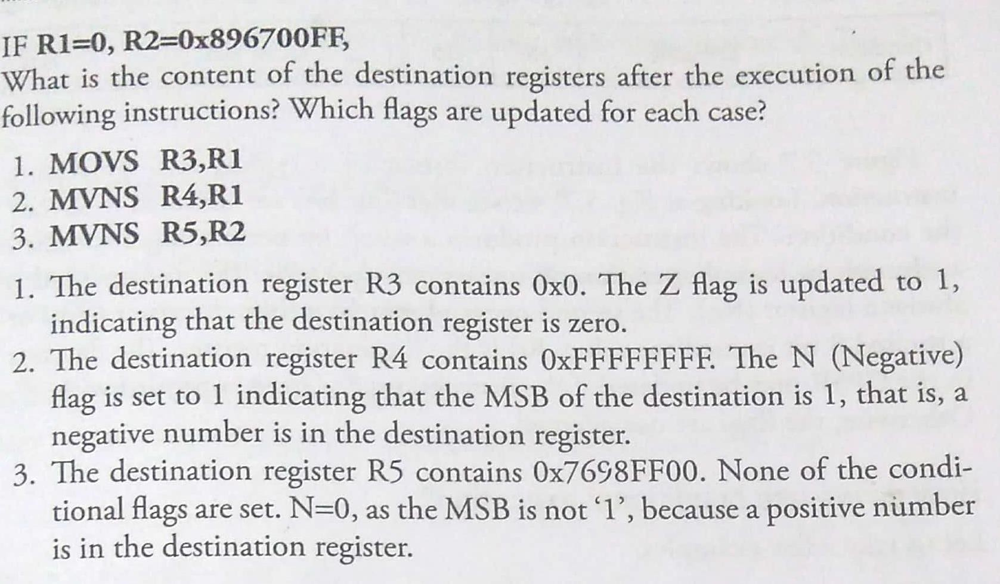 IF R1=0, R2=0x896700FF,
What is the content of the destination registers after the execution of the
following instructions? Which flags are updated for each case?
1. MOVS R3,R1
2. MVNS R4,R1
3. MVNS R5,R2
1. The destination register R3 contains 0x0. The Z flag is updated to 1,
indicating that the destination register is zero.
2. The destination register R4 contains 0xFFFFFFFF. The N (Negative)
flag is set to 1 indicating that the MSB of the destination is 1, that is, a
negative number is in the destination register.
3. The destination register R5 contains 0x7698FF00. None of the condi-
tional flags are set. N=0, as the MSB is not ‘1’, because a positive number
is in the destination register.